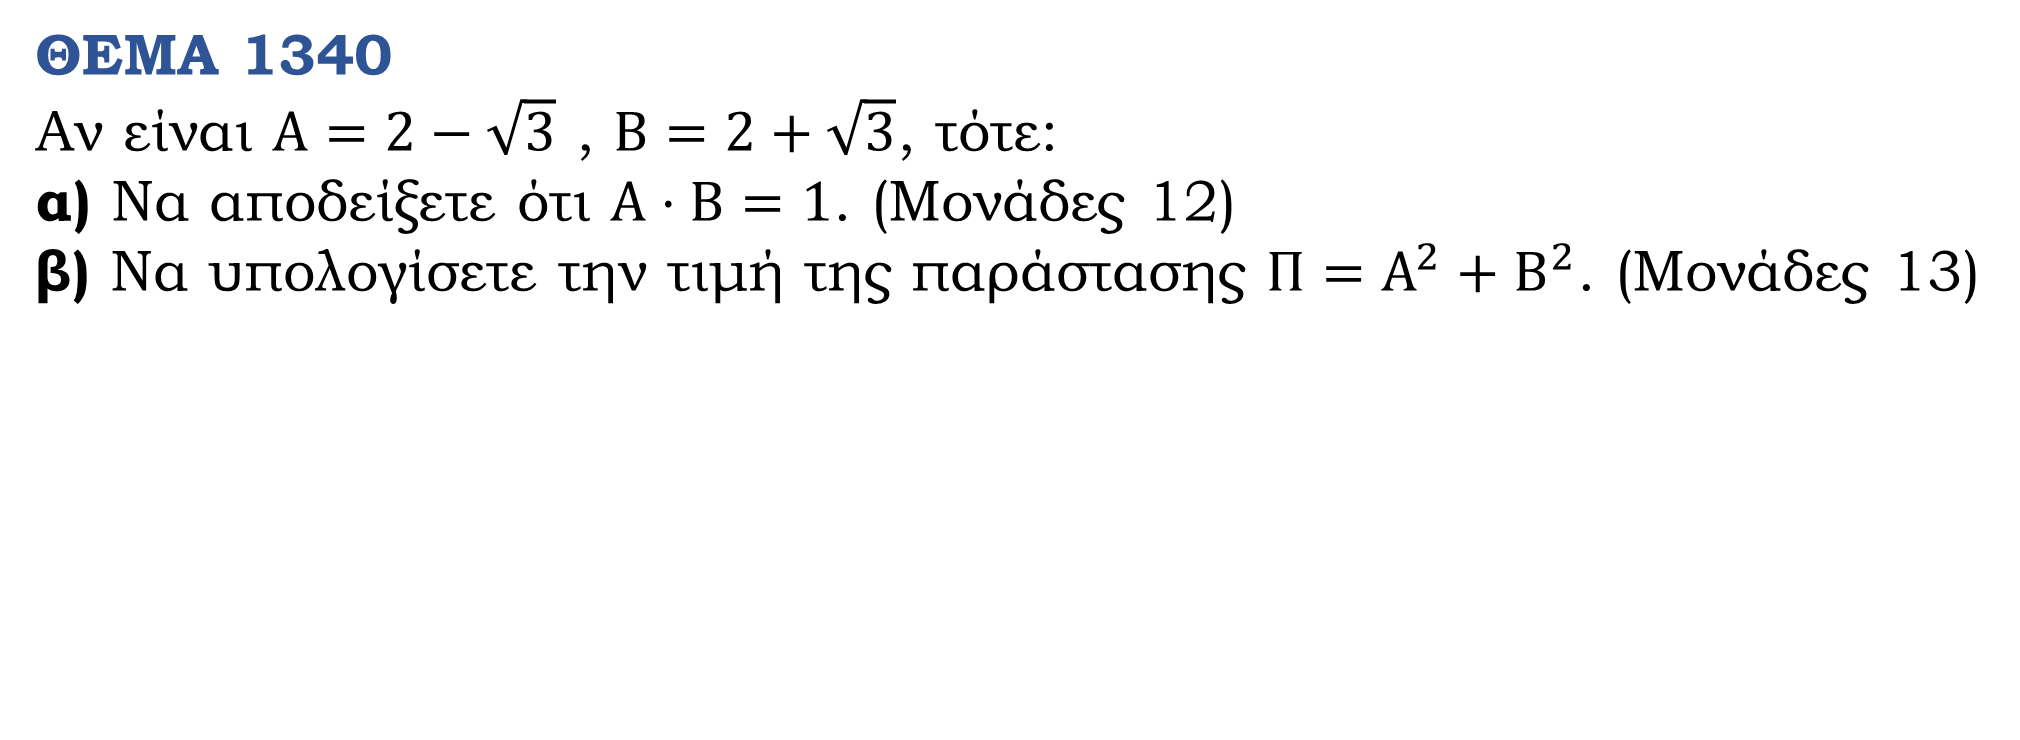 ΘΕΜΑ 1340
Αν είναι Α = 2 − √3 , Β = 2 + √3, τότε:
α) Να αποδείξετε ότι Α · Β = 1. (Μονάδες 12)
β) Να υπολογίσετε την τιμή της παράστασης Π = Α² + Β². (Μονάδες 13)